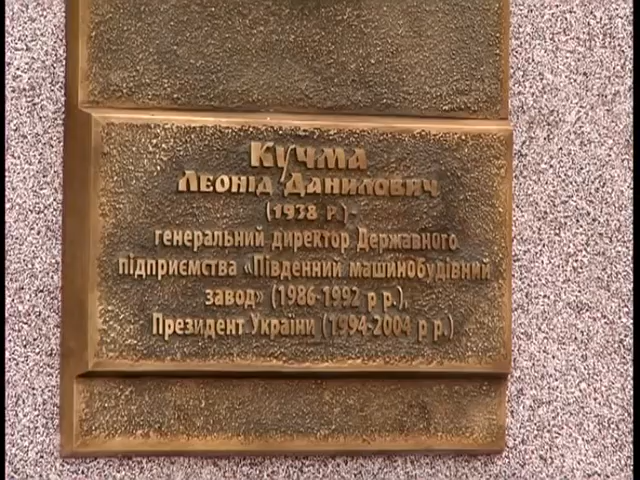 Кучма
Леонід Данилович
(1938 р.)-
генеральний директор Державного
підприємства «Південний машинобудівний
завод» (1986-1992 р р.),
Президент України (1994-2004 р р.)